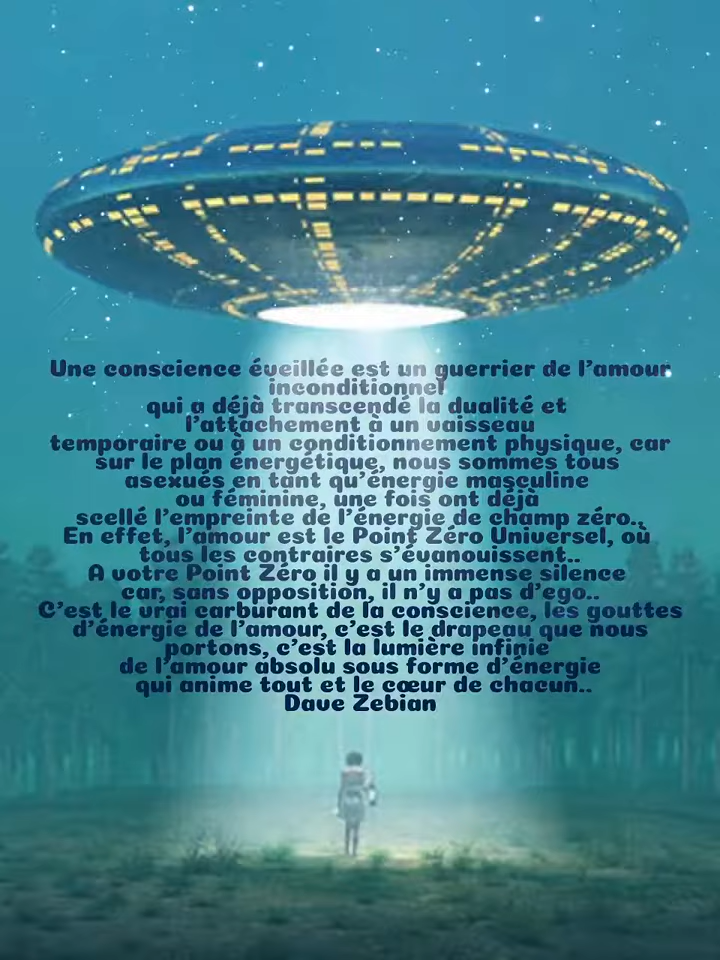 Une conscience éveillée est un guerrier de l'amour
inconditionnel
qui a déjà transcendé la dualité et
l'attachement à un vaisseau
temporaire ou à un conditionnement physique, car
sur le plan énergétique, nous sommes tous
asexués en tant qu'énergie masculine
ou féminine, une fois ont déjà
scellé l'empreinte de l'énergie de champ zéro..
En effet, l'amour est le Point Zéro Universel, où
tous les contraires s'évanouissent..
A votre Point Zéro il y a un immense silence
car, sans opposition, il n'y a pas d'ego..
C'est le vrai carburant de la conscience, les gouttes
d'énergie de l'amour, c'est le drapeau que nous
portons, c'est la lumière infinie
de l'amour absolu sous forme d'énergie
qui anime tout et le cœur de chacun..
Dave Zebian